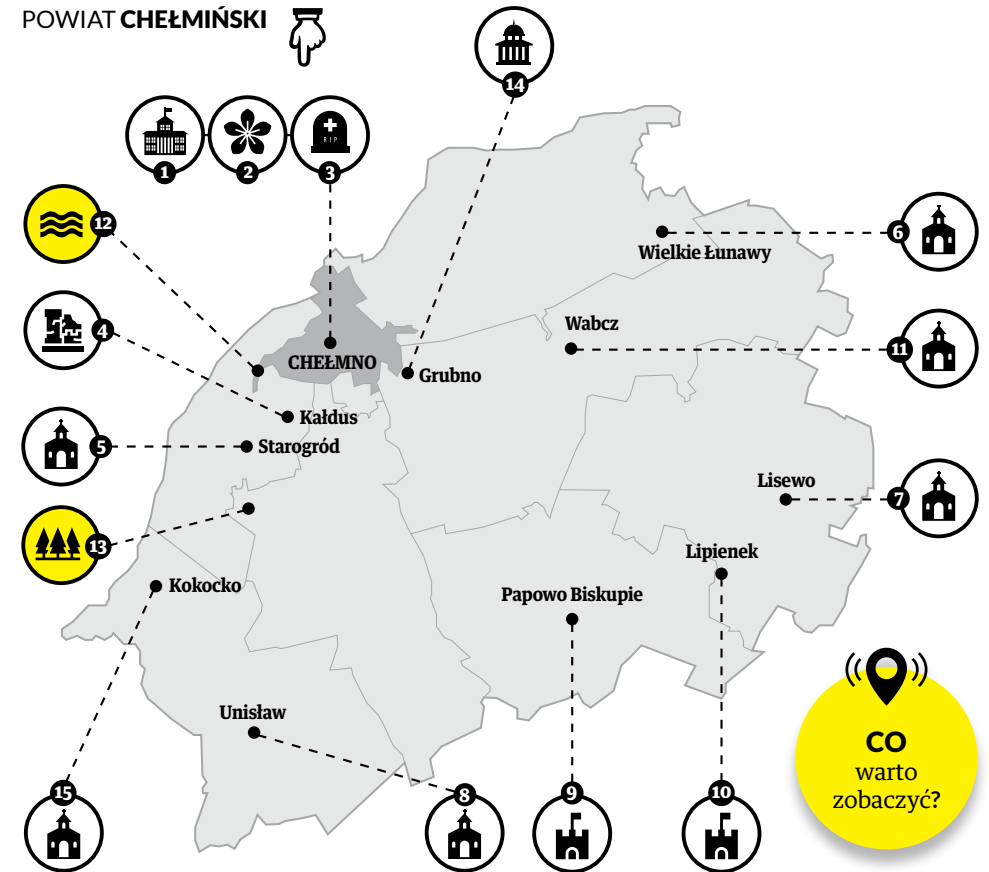 POWIAT CHEŁMIŃSKI
14
1
2
3
R I P
12
6
Wielkie Łunawy
4
Wabcz
11
CHEŁMNO
Grubno
Kałdus
5
Starogród
Lisewo
7
13
Lipienek
Kokocko
Papowo Biskupie
Unisław
CO
warto
zobaczyć?
15
8
9
10